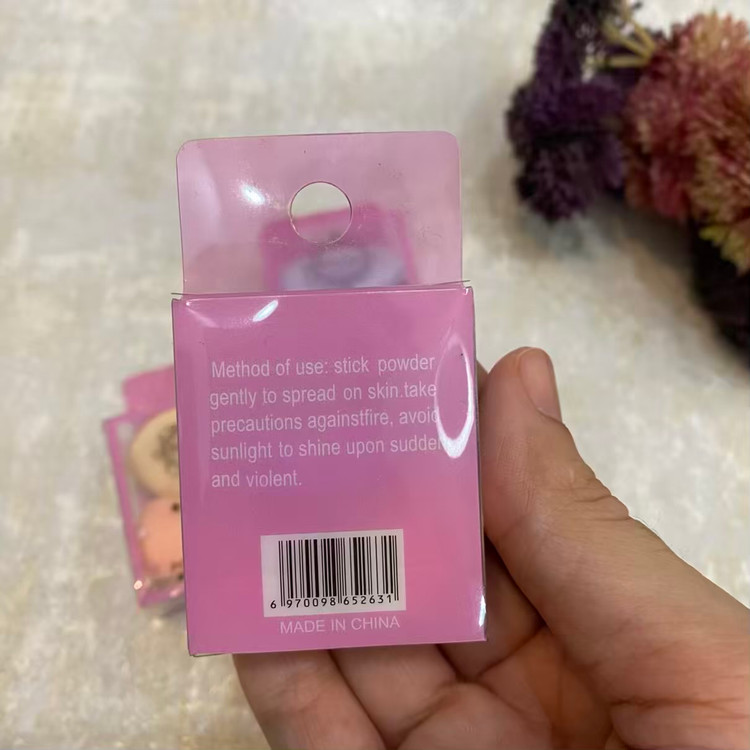 Method of use: stick powder
gently to spread on skin.take
precautions againstfire, avoid
sunlight to shine upon sudden
and violent.
6 970098 652631
MADE IN CHINA